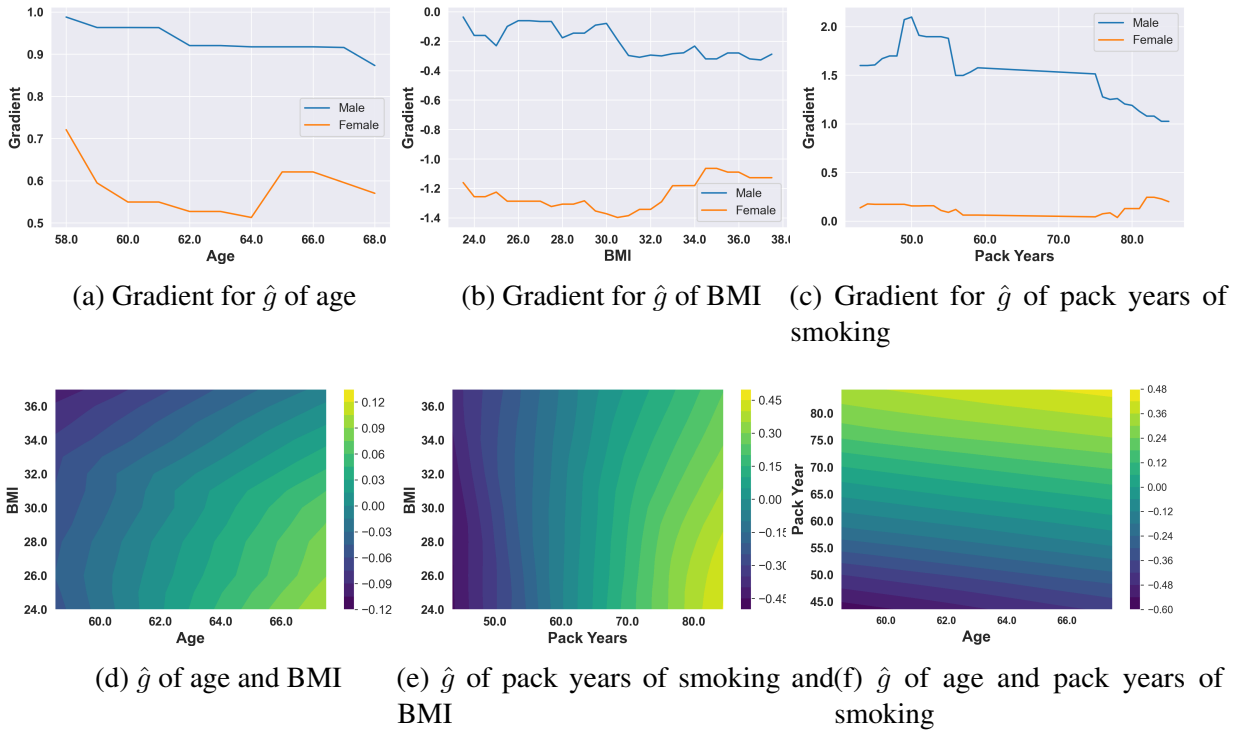 1.0
0.9
0.8
0.7
0.6
0.5
Gradient
Male
Female
58.0 60.0 62.0 64.0 66.0 68.0
Age
(a) Gradient for ĝ of age
0.0
-0.2
-0.4
-0.6
-0.8
-1.0
-1.2
-1.4
Gradient
Male
Female
24.0 26.0 28.0 30.0 32.0 34.0 36.0 38.0
BMI
(b) Gradient for ĝ of BMI
2.0
1.5
1.0
0.5
0.0
Gradient
Male
Female
50.0 60.0 70.0 80.0
Pack Years
(c) Gradient for ĝ of pack years of
smoking
36.0
34.0
32.0
30.0
28.0
26.0
24.0
BMI
60.0 62.0 64.0 66.0
Age
0.12
0.09
0.06
0.03
0.00
−0.03
−0.06
−0.09
−0.12
(d) ĝ of age and BMI
36.0
34.0
32.0
30.0
28.0
26.0
24.0
BMI
50.0 60.0 70.0 80.0
Pack Years
0.45
0.30
0.15
0.00
−0.15
−0.30
−0.45
(e) ĝ of pack years of smoking and
BMI
80.0
75.0
70.0
65.0
60.0
55.0
50.0
45.0
Pack Year
60.0 62.0 64.0 66.0
Age
0.48
0.36
0.24
0.12
0.00
−0.12
−0.24
−0.36
−0.48
−0.60
(f) ĝ of age and pack years of
smoking